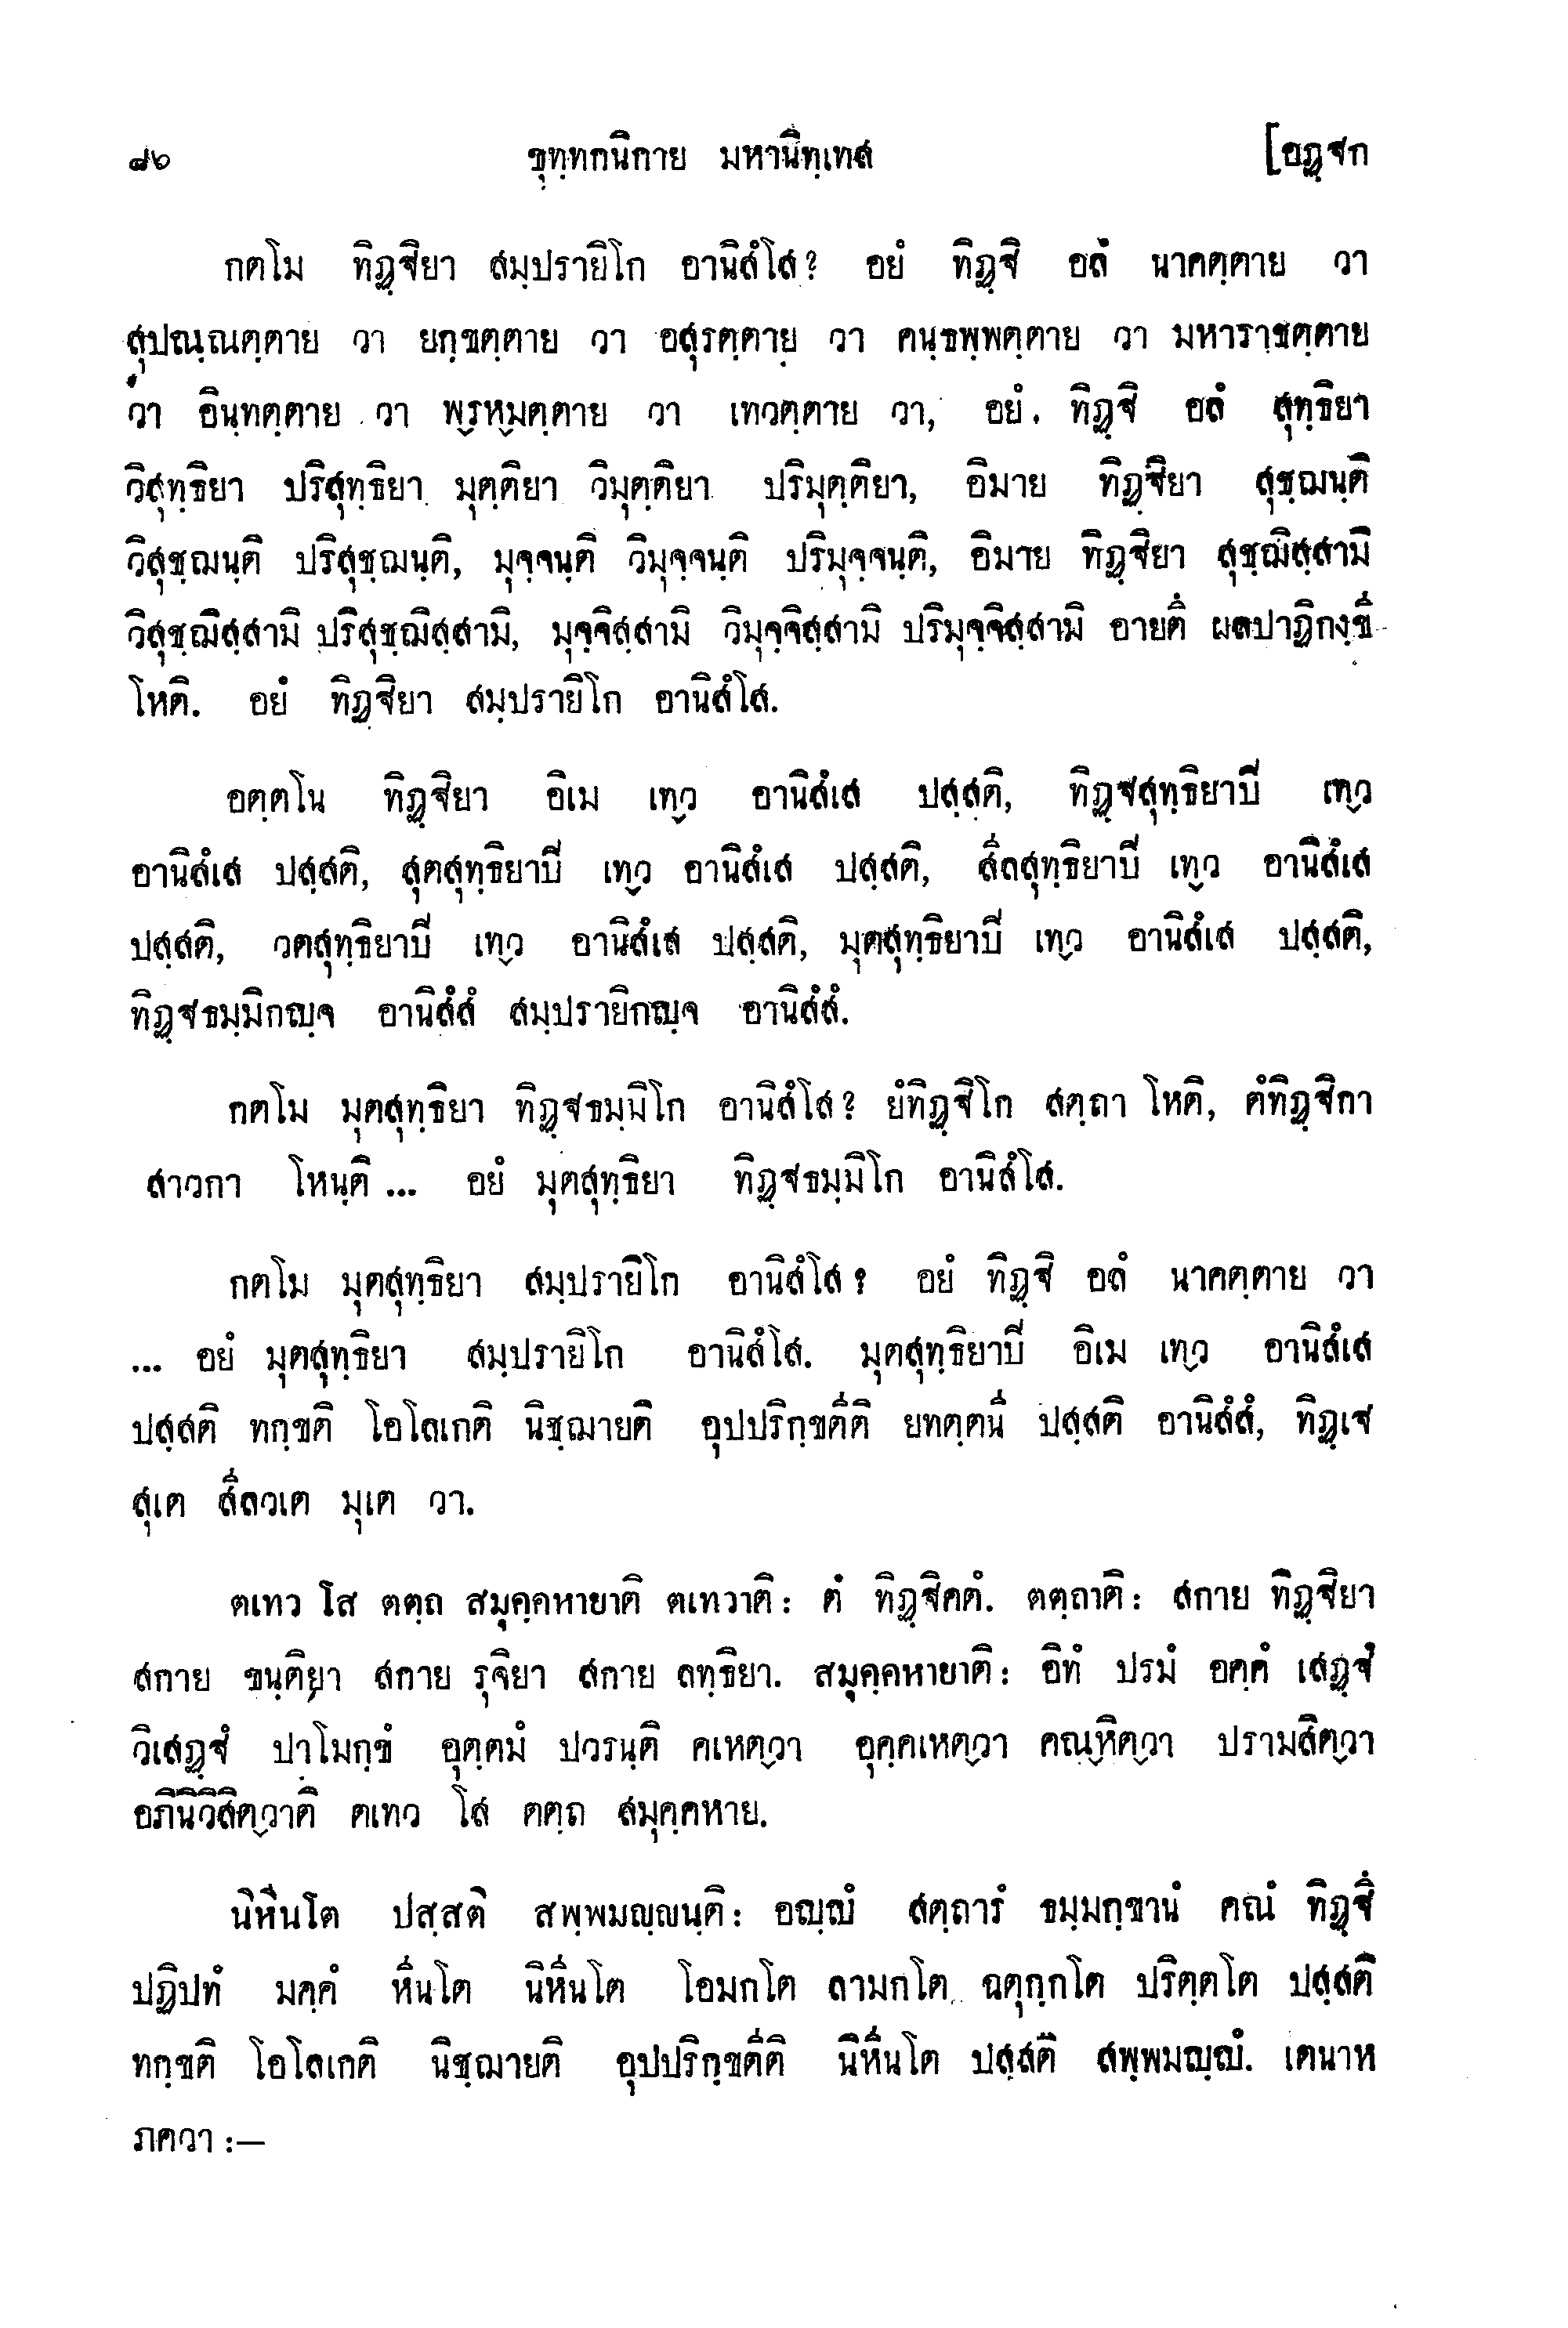 ๘๖ ขุทฺทกนิกาย มหานิทฺเทส [อฏฺฐก
กตโม ทิฏฺฐิยา สมฺปรายิโก อานิสํโส? อยํ ทิฏฺฐิ อลํ นาคตฺตาย วา
สุปณฺณตฺตาย วา ยกฺขตฺตาย วา อสุรตฺตาย วา คนฺธพฺพตฺตาย วา มหาราชตฺตาย
วา อินฺทตฺตาย วา พฺรหฺมตฺตาย วา เทวตฺตาย วา, อยํ ทิฏฺฐิ อลํ สุทฺธิยา
วิสุทฺธิยา ปริสุทฺธิยา มุตฺติยา วิมุตฺติยา ปริมุตฺติยา, อิมาย ทิฏฺฐิยา สุชฺฌนฺติ
วิสุชฺฌนฺติ ปริสุชฺฌนฺติ, มุจฺจนฺติ วิมุจฺจนฺติ ปริมุจฺจนฺติ, อิมาย ทิฏฺฐิยา สุชฺฌิสฺสามิ
วิสุชฺฌิสฺสามิ ปริสุชฺฌิสฺสามิ, มุจฺจิสฺสามิ วิมุจฺจิสฺสามิ ปริมุจฺจิสฺสามิ อายตึ ผลปาฏิกงฺขี
โหติ. อยํ ทิฏฺฐิยา สมฺปรายิโก อานิสํโส.
อตฺตโน ทิฏฺฐิยา อิเม เทฺว อานิสํเส ปสฺสติ, ทิฏฺฐสุทฺธิยาปี เทฺว
อานิสํเส ปสฺสติ, สุตสุทฺธิยาปี เทฺว อานิสํเส ปสฺสติ, สีลสุทฺธิยาปี เทฺว อานิสํเส
ปสฺสติ, วตสุทฺธิยาปี เทฺว อานิสํเส ปสฺสติ, มุตสุทฺธิยาปี เทฺว อานิสํเส ปสฺสติ,
ทิฏฺฐธมฺมิกญฺจ อานิสํสํ สมฺปรายิกญฺจ อานิสํสํ.
กตโม มุตสุทฺธิยา ทิฏฺฐธมฺมิโก อานิสํโส? ยํทิฏฺฐิโก สตฺถา โหติ, ตํทิฏฺฐิกา
สาวกา โหนฺติ ... อยํ มุตสุทฺธิยา ทิฏฺฐธมฺมิโก อานิสํโส.
กตโม มุตสุทฺธิยา สมฺปรายิโก อานิสํโส? อยํ ทิฏฺฐิ อลํ นาคตฺตาย วา
... อยํ มุตสุทฺธิยา สมฺปรายิโก อานิสํโส. มุตสุทฺธิยาปี อิเม เทฺว อานิสํเส
ปสฺสติ ทกฺขติ โอโลเกติ นิชฺฌายติ อุปปริกฺขตีติ ยทตฺตนี ปสฺสติ อานิสํสํ, ทิฏฺเฐ
สุเต สีลวเต มุเต วา.
ตเทว โส ตตฺถ สมุคฺคหายาติ ตเทวาติ: ตํ ทิฏฺฐิคตํ. ตตฺถาติ: สกาย ทิฏฺฐิยา
สกาย ขนฺติยา สกาย รุจิยา สกาย ลทฺธิยา. สมุคฺคหายาติ: อิทํ ปรมํ อคฺคํ เสฏฺฐํ
วิเสฏฺฐํ ปาโมกฺขํ อุตฺตมํ ปวรนฺติ คเหตฺวา อุคฺคเหตฺวา คณฺหิตฺวา ปรามสิตฺวา
อภินิวิสิตฺวาติ ตเทว โส ตตฺถ สมุคฺคหาย.
นิหีนโต ปสฺสติ สพฺพมญฺญนฺติ: อญฺญํ สตฺถารํ ธมฺมกฺขานํ คณํ ทิฏฺฐึ
ปฏิปทํ มคฺคํ หีนโต นิหีนโต โอมกโต ลามกโต ฉตุกฺกโต ปริตฺตโต ปสฺสติ
ทกฺขติ โอโลเกติ นิชฺฌายติ อุปปริกฺขตีติ นิหีนโต ปสฺสติ สพฺพมญฺญํ. เตนาห
ภควา :—